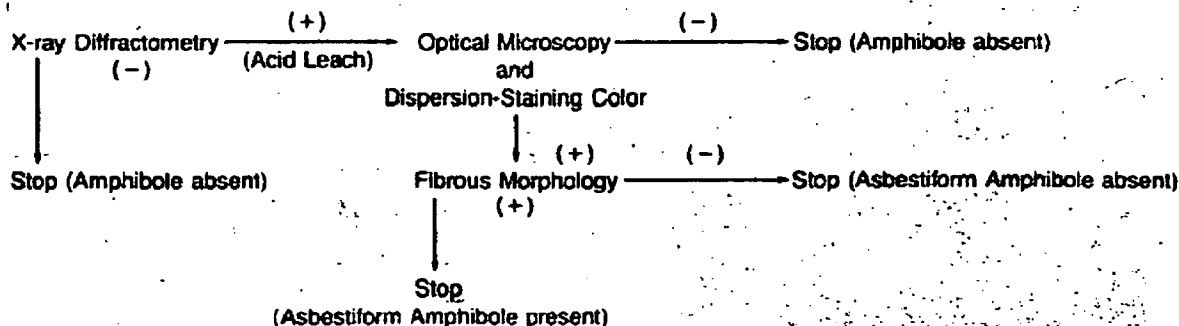 (+) (-)
X-ray Diffractometry Optical Microscopy Stop (Amphibole absent)
(-) (Acid Leach) and
Dispersion-Staining Color
(+) (-)
Stop (Amphibole absent) Fibrous Morphology Stop (Asbestiform Amphibole absent)
(+)
Stop
(Asbestiform Amphibole present)